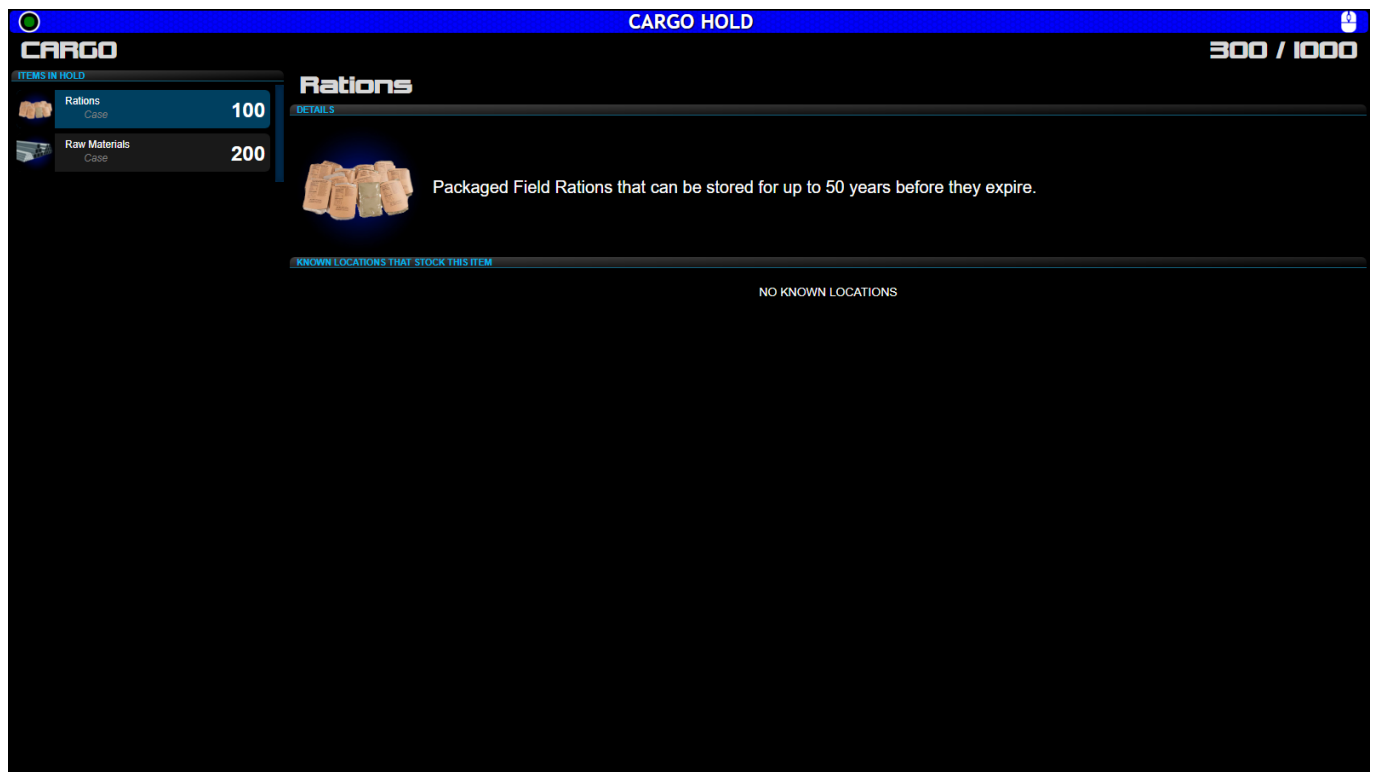 CARGO HOLD
CARGO
300 / 1000
ITEMS IN HOLD
Rations
Case
100
Raw Materials
Case
200
Rations
DETAILS
Packaged Field Rations that can be stored for up to 50 years before they expire.
KNOWN LOCATIONS THAT STOCK THIS ITEM
NO KNOWN LOCATIONS